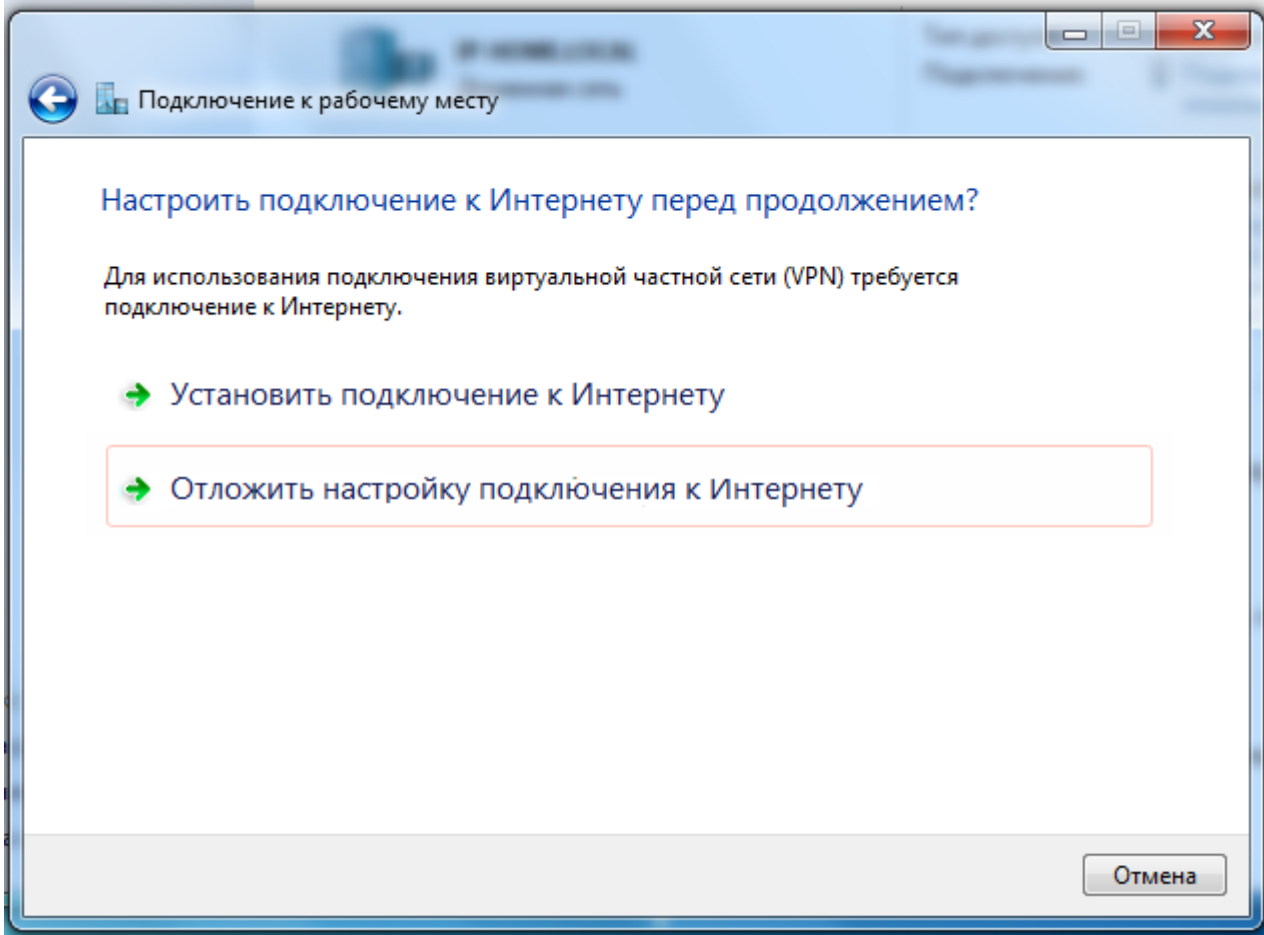 Подключение к рабочему месту
Настроить подключение к Интернету перед продолжением?
Для использования подключения виртуальной частной сети (VPN) требуется
подключение к Интернету.
Установить подключение к Интернету
Отложить настройку подключения к Интернету
Отмена